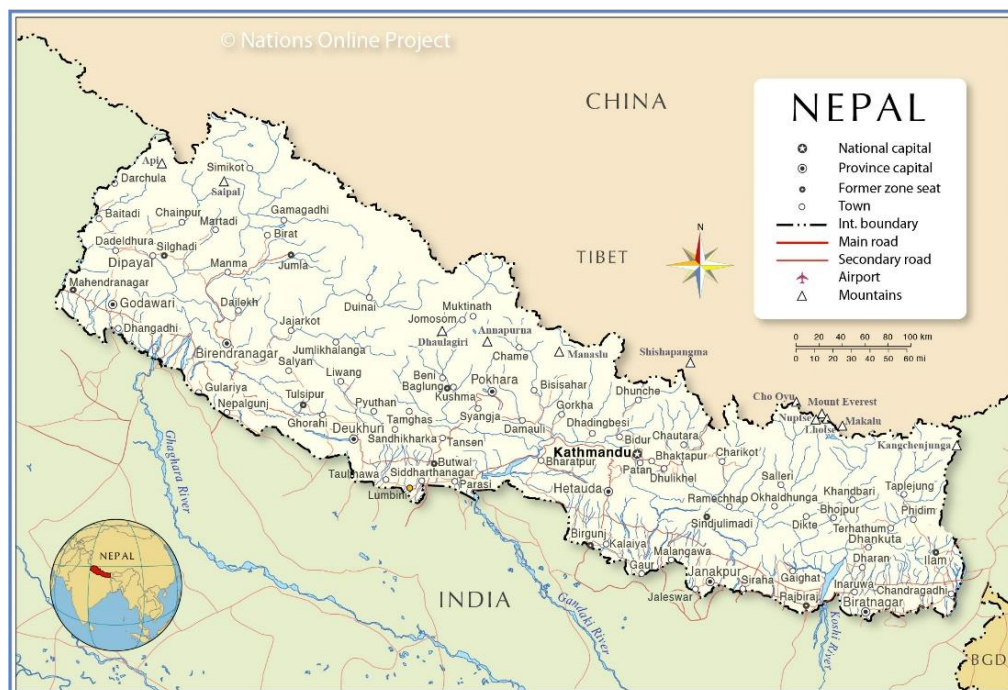 © Nations Online Project
CHINA
TIBET
NEPAL
National capital
Province capital
Former zone seat
Town
Int. boundary
Main road
Secondary road
Airport
Mountains
0 20 40 60 80 100 km
0 10 20 30 40 50 60 mi
N
Api
Darchula
Simikot
Saipal
Baitadi
Chainpur
Martadi
Gamagadhi
Birat
Dadeldhura
Silghadi
Dipayal
Manma
Jumla
Mahendranagar
Godawari
Dailekh
Dunai
Muktinath
Jomosom
Dhangadhi
Jajarkot
Annapurna
Dhaulagiri
Birendranagar
Jumlikhalanga
Chame
Manaslu
Shishapangma
Salyan
Liwang
Beni
Baglung
Pokhara
Gulariya
Tulsipur
Kushma
Bisisahar
Dhunche
Cho Oyu
Mount Everest
Nepalgunj
Pyuthan
Tamghas
Syangja
Gorkha
Nuptse
Lhotse
Makalu
Ghorahi
Deukhuri
Damauli
Dhadingbesi
Bidur
Chautara
Kangchenjunga
Sandhikharka
Tansen
Kathmandu
Bhaktapur
Charikot
Taulihawa
Butwal
Bharatpur
Patan
Dhulikhel
Salleri
Siddharthanagar
Parasi
Lumbini
Hetauda
Ramechhap
Okhaldhunga
Khandbari
Taplejung
Sindjulimadi
Dikte
Bhojpur
Phidim
Birgunj
Kalaiya
Terhathum
Dhankuta
Gaur
Malangawa
Dharan
Ilam
Janakpur
Siraha
Gaighat
Inaruwa
Chandragadhi
Jaleswar
Rajbiraj
Biratnagar
Ghaghara River
Gandaki River
Koshi River
INDIA
NEPAL
BGD